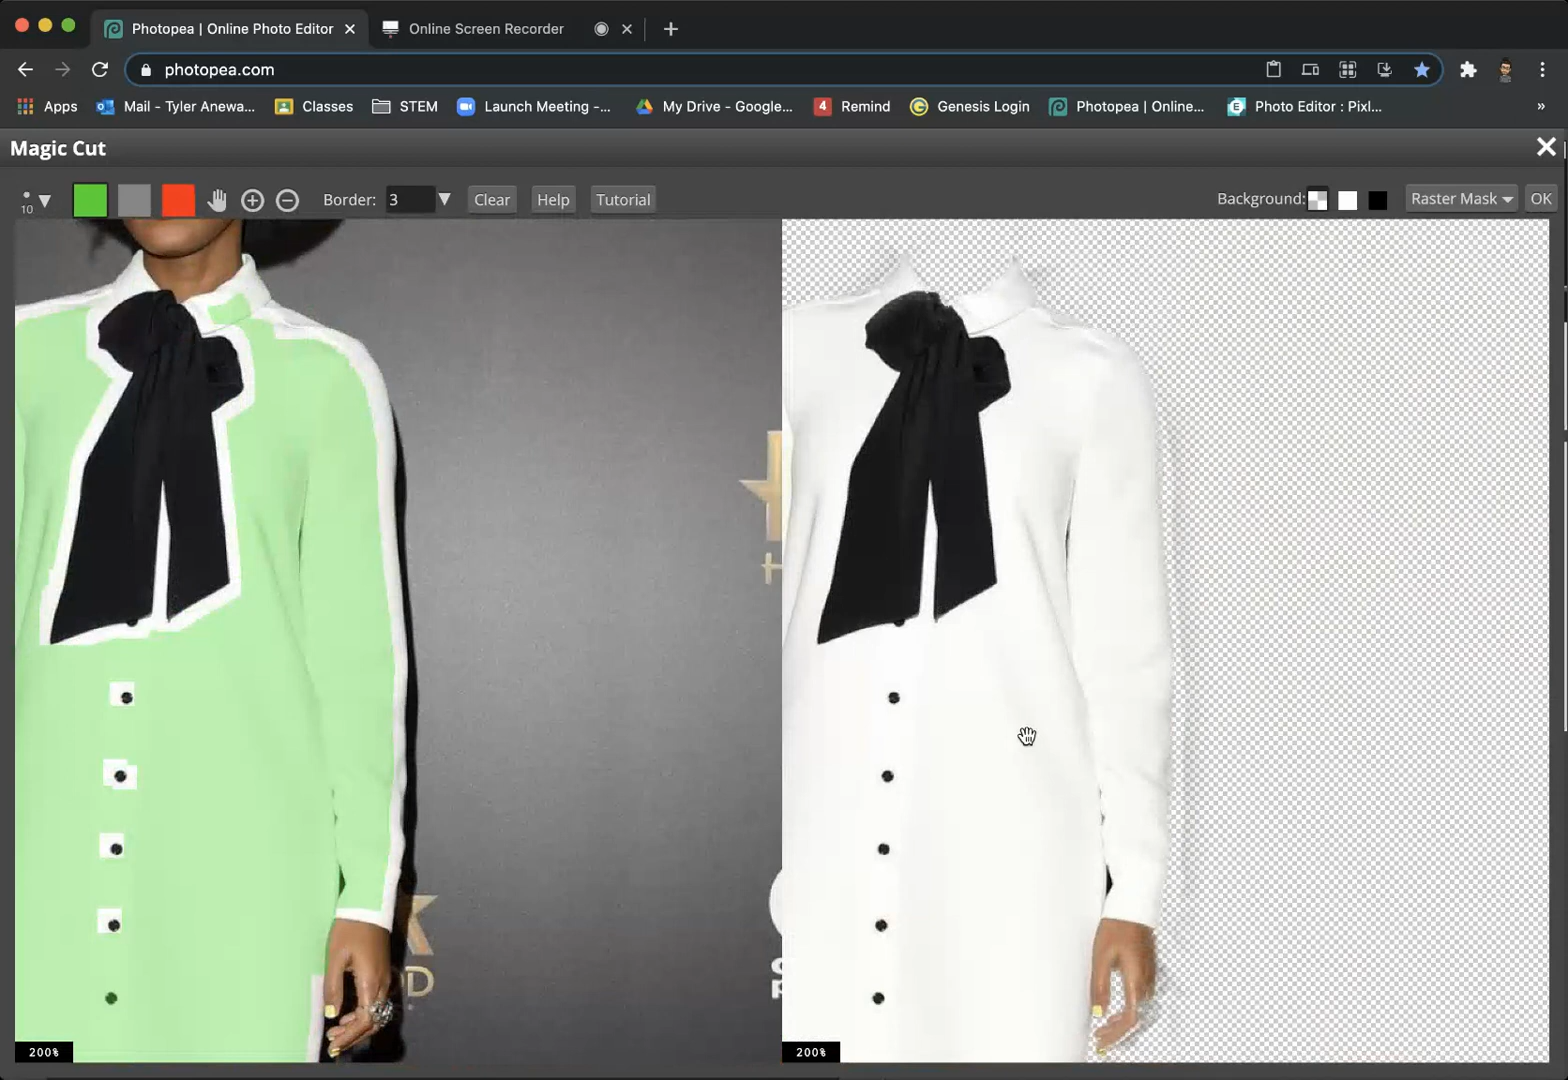 Photopea | Online Photo Editor
Online Screen Recorder
photopea.com
Apps
Mail - Tyler Anewa...
Classes
STEM
Launch Meeting -...
My Drive - Google...
4 Remind
Genesis Login
Photopea | Online...
E Photo Editor : Pixl...
»
Magic Cut
10
Border: 3
Clear
Help
Tutorial
Background:
Raster Mask
OK
H
K
OD
200%
200%